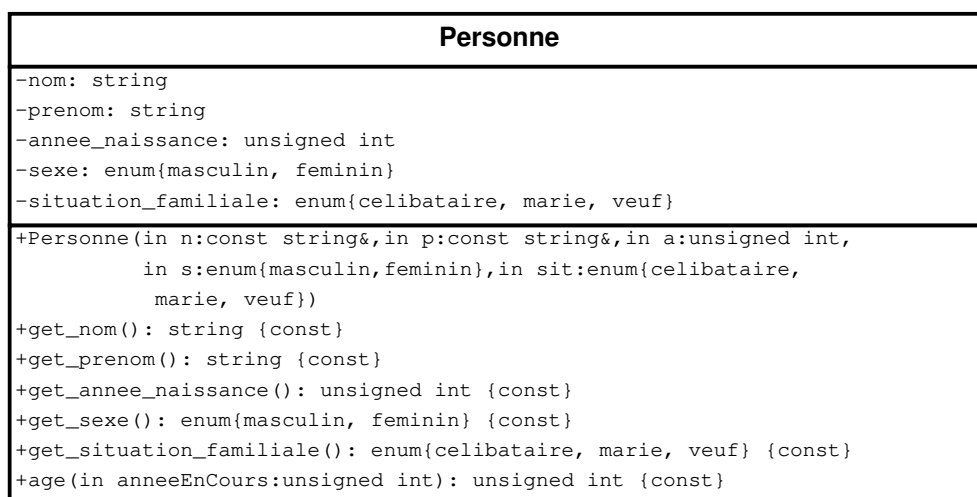 Personne
-nom: string
-prenom: string
-annee_naissance: unsigned int
-sexe: enum{masculin, feminin}
-situation_familiale: enum{celibataire, marie, veuf}
+Personne(in n:const string&,in p:const string&,in a:unsigned int,
in s:enum{masculin,feminin},in sit:enum{celibataire,
marie, veuf})
+get_nom(): string {const}
+get_prenom(): string {const}
+get_annee_naissance(): unsigned int {const}
+get_sexe(): enum{masculin, feminin} {const}
+get_situation_familiale(): enum{celibataire, marie, veuf} {const}
+age(in anneeEnCours:unsigned int): unsigned int {const}